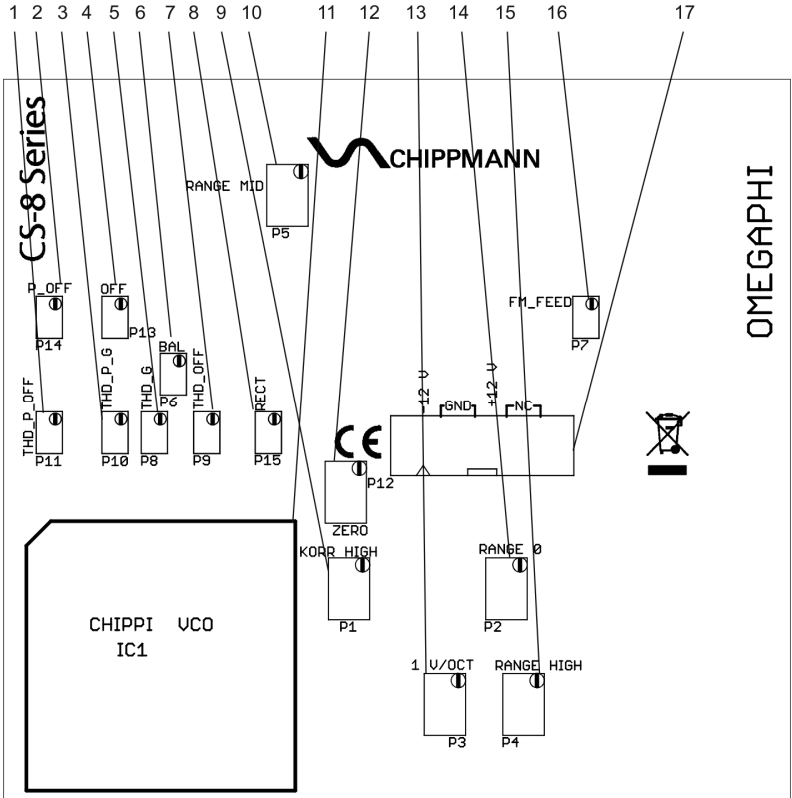 1 2 3 4 5 6 7 8 9 10 11 12 13 14 15 16 17
CS-8 Series
CHIPPMANN
OMEGAPHI
RANGE MID
P5
P_OFF
P14
OFF
P13
FM_FEED
P7
BAL
P6
THD_P_OFF
P11
THD_P_G
P10
THD_G
P8
THD_OFF
P9
RECT
P15
-12 V
GND
+12 V
NC
CE
P12
ZERO
KORR HIGH
P1
RANGE 0
P2
CHIPPI VCO
IC1
1 V/OCT
P3
RANGE HIGH
P4